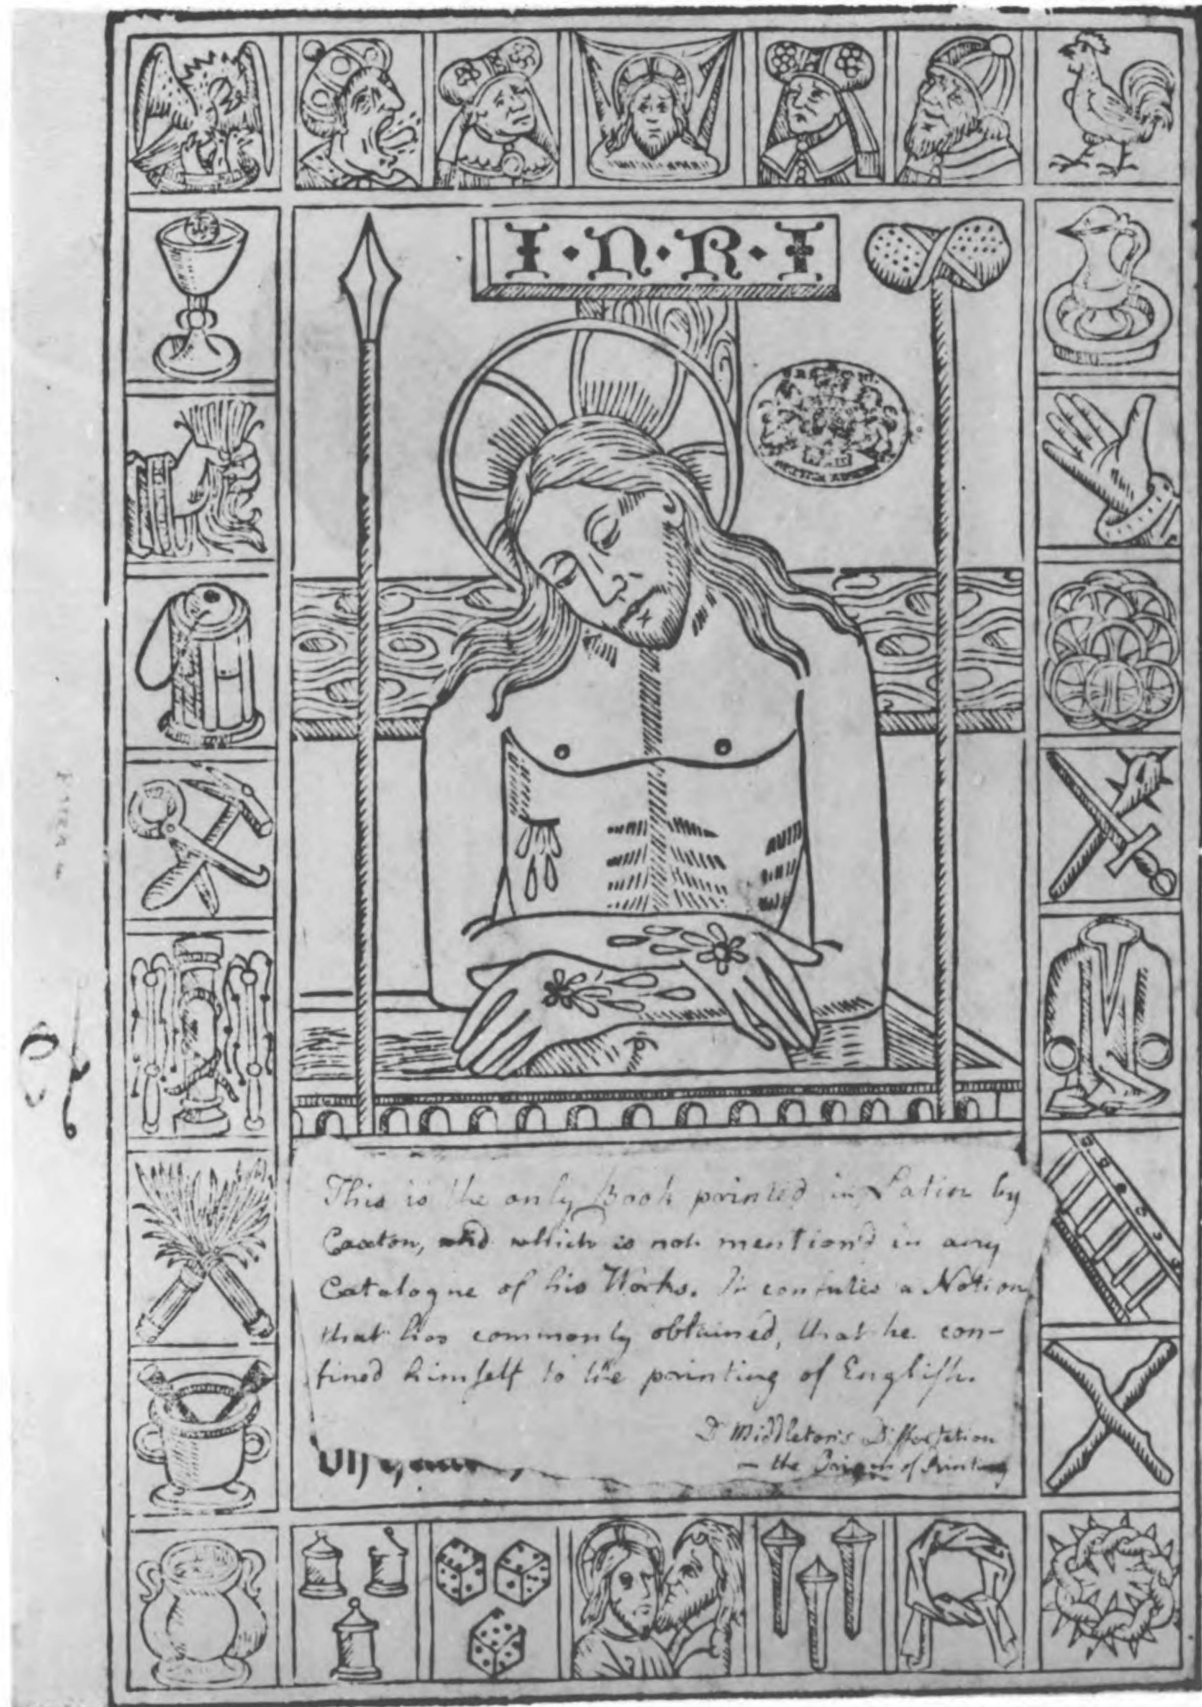 I·N·R·I
This is the only Book printed in Latin by
Caxton, and which is not mention'd in any
Catalogue of his Works. It confutes a Notion
that has commonly obtained, that he con-
fined himself to the printing of English.
Dr Middleton's Dissertation
the Origin of Printing